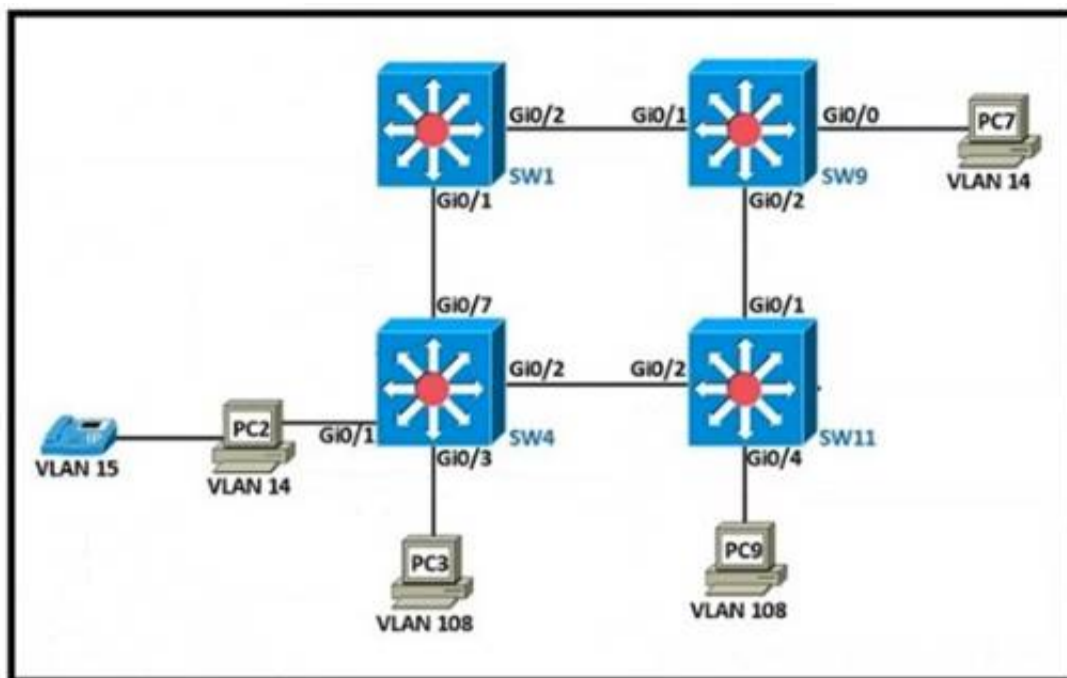 Gi0/2
Gi0/1
Gi0/0
PC7
SW1
SW9
VLAN 14
Gi0/1
Gi0/2
Gi0/7
Gi0/1
Gi0/2
Gi0/2
PC2
Gi0/1
SW4
SW11
VLAN 15
Gi0/3
Gi0/4
VLAN 14
PC3
PC9
VLAN 108
VLAN 108